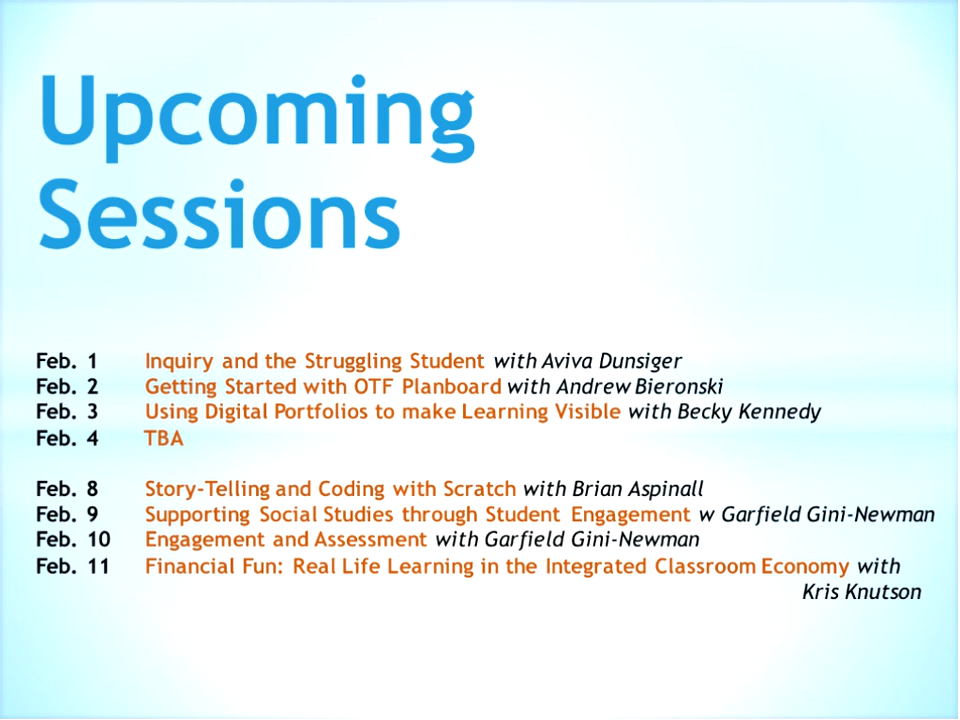 Upcoming
Sessions
Feb. 1 Inquiry and the Struggling Student with Aviva Dunsiger
Feb. 2 Getting Started with OTF Planboard with Andrew Bieronski
Feb. 3 Using Digital Portfolios to make Learning Visible with Becky Kennedy
Feb. 4 TBA
Feb. 8 Story-Telling and Coding with Scratch with Brian Aspinall
Feb. 9 Supporting Social Studies through Student Engagement w Garfield Gini-Newman
Feb. 10 Engagement and Assessment with Garfield Gini-Newman
Feb. 11 Financial Fun: Real Life Learning in the Integrated Classroom Economy with
Kris Knutson